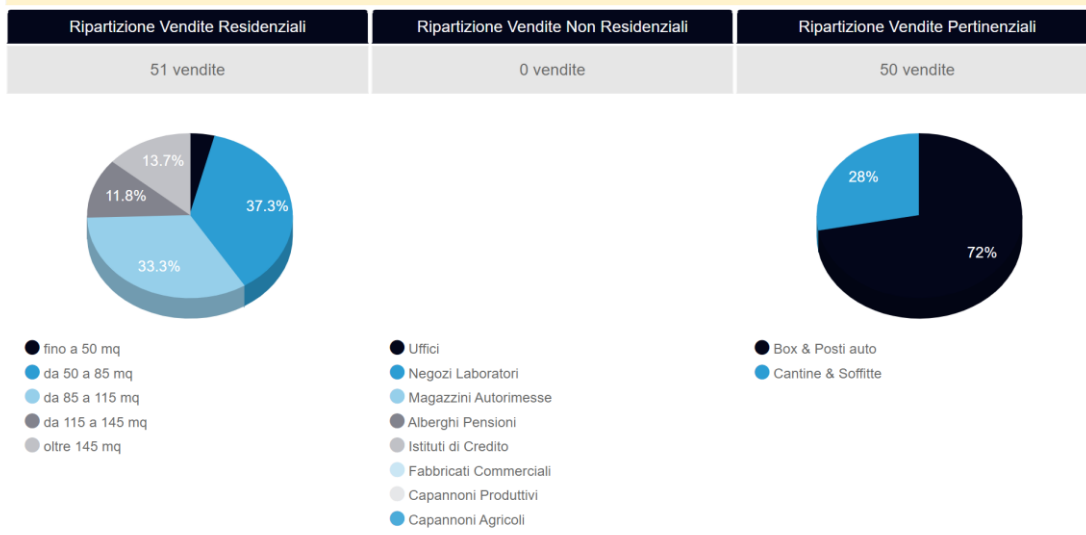 Ripartizione Vendite Residenziali
51 vendite
13.7%
11.8%
37.3%
33.3%
fino a 50 mq
da 50 a 85 mq
da 85 a 115 mq
da 115 a 145 mq
oltre 145 mq
Ripartizione Vendite Non Residenziali
0 vendite
Uffici
Negozi Laboratori
Magazzini Autorimesse
Alberghi Pensioni
Istituti di Credito
Fabbricati Commerciali
Capannoni Produttivi
Capannoni Agricoli
Ripartizione Vendite Pertinenziali
50 vendite
28%
72%
Box & Posti auto
Cantine & Soffitte